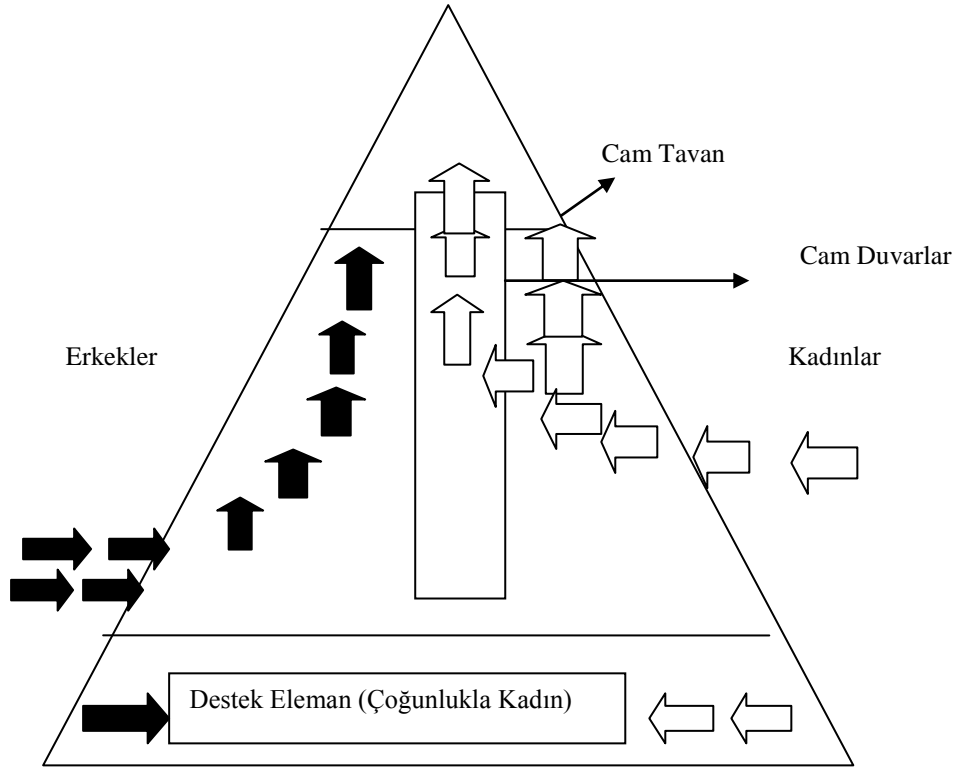 Cam Tavan
Cam Duvarlar
Erkekler
Kadınlar
Destek Eleman (Çoğunlukla Kadın)